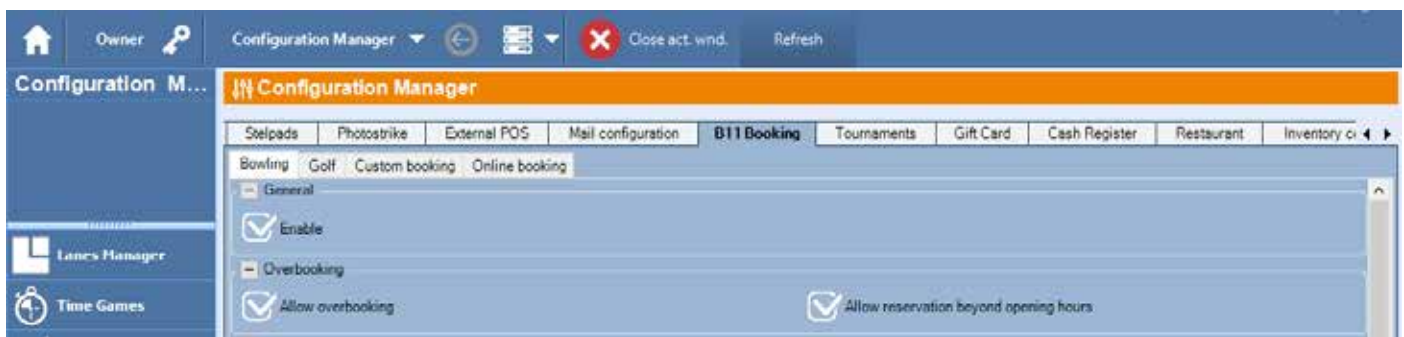 Owner Configuration Manager Close act. wnd. Refresh
Configuration M... Configuration Manager
Stelpads Photostrike External POS Mail configuration B11 Booking Tournaments Gift Card Cash Register Restaurant Inventory
Bowling Golf Custom booking Online booking
General
Enable
Lanes Manager
Overbooking
Time Games Allow overbooking Allow reservation beyond opening hours